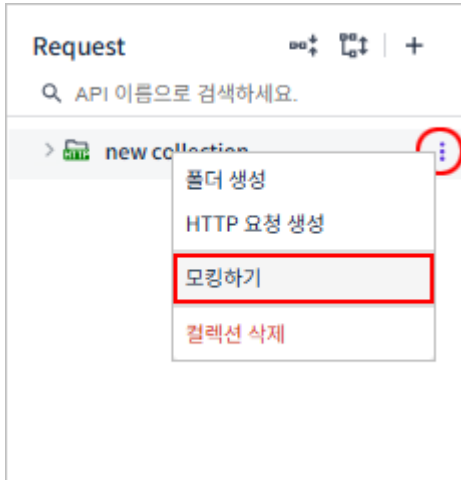 Request
API 이름으로 검색하세요.
new collection
폴더 생성
HTTP 요청 생성
모킹하기
컬렉션 삭제